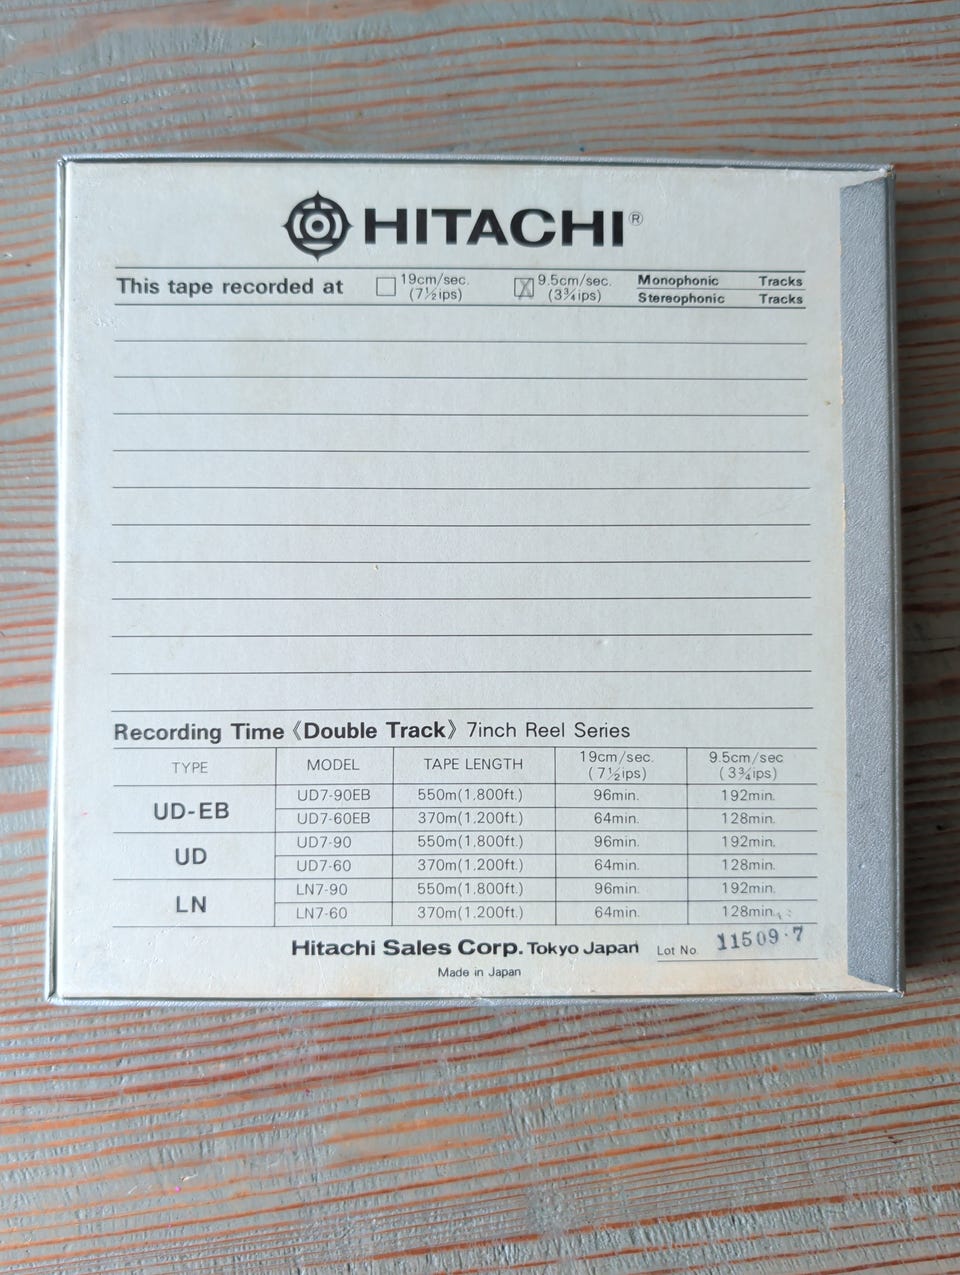 HITACHI®
This tape recorded at 19cm/sec. (7½ips) 9.5cm/sec. (3¾ips) Monophonic Tracks
Stereophonic Tracks
Recording Time 《Double Track》 7inch Reel Series
TYPE MODEL TAPE LENGTH 19cm/sec. (7½ips) 9.5cm/sec (3¾ips)
UD-EB UD7-90EB 550m(1.800ft.) 96min. 192min.
UD7-60EB 370m(1.200ft.) 64min. 128min.
UD UD7-90 550m(1.800ft.) 96min. 192min.
UD7-60 370m(1.200ft.) 64min. 128min.
LN LN7-90 550m(1.800ft.) 96min. 192min.
LN7-60 370m(1.200ft.) 64min. 128min.
Hitachi Sales Corp. Tokyo Japan Lot No 11509·7
Made in Japan